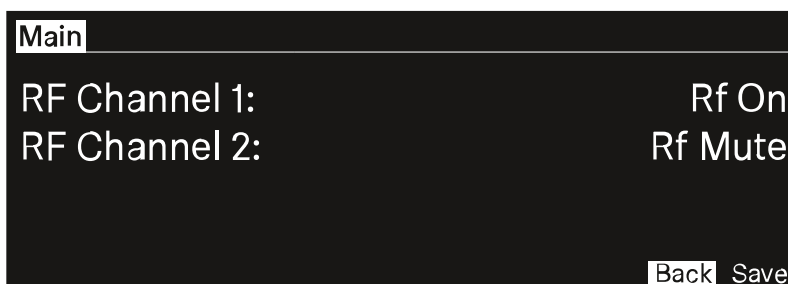 Main
RF Channel 1: Rf On
RF Channel 2: Rf Mute
Back Save